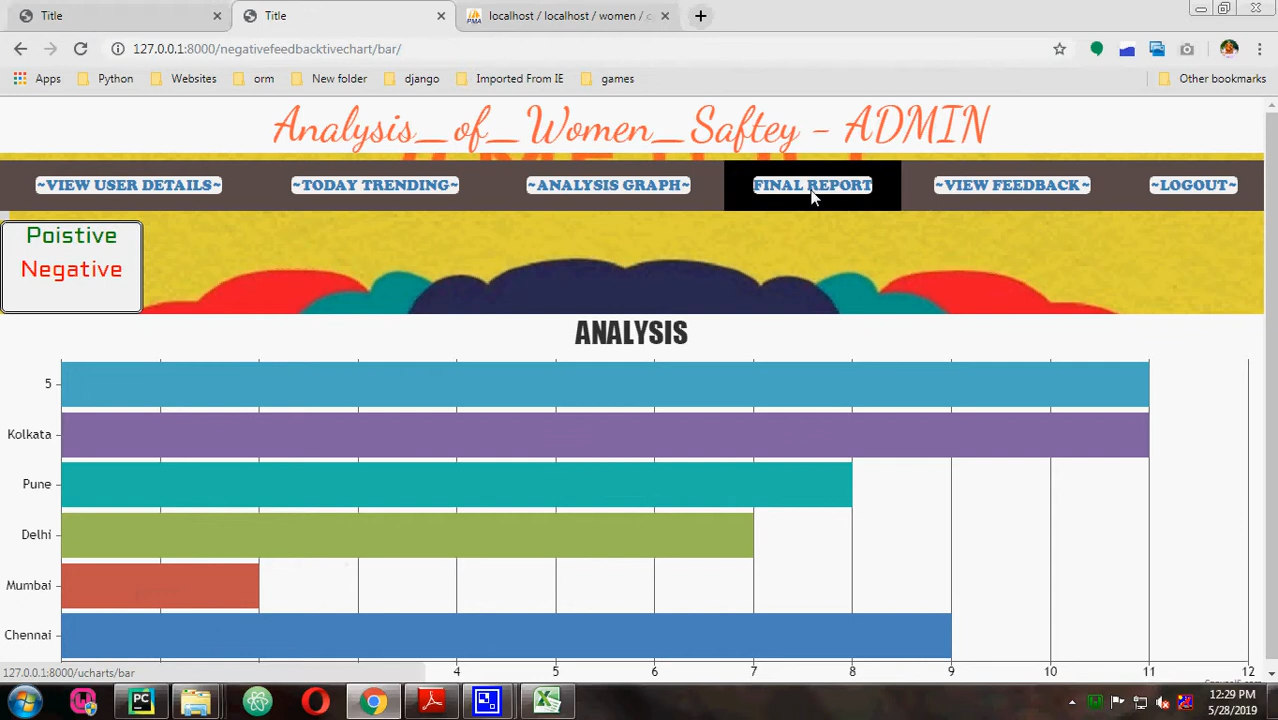 Title
Title
localhost / localhost / women /
127.0.0.1:8000/negativefeedbacktivechart/bar/
Apps Python Websites orm New folder django Imported From IE games Other bookmarks
Analysis_of_Women_Saftey - ADMIN
~VIEW USER DETAILS~ ~TODAY TRENDING~ ~ANALYSIS GRAPH~ FINAL REPORT ~VIEW FEEDBACK~ ~LOGOUT~
Poistive
Negative
ANALYSIS
5
Kolkata
Pune
Delhi
Mumbai
Chennai
4 5 6 7 8 9 10 11 12
127.0.0.1:8000/ucharts/bar
12:29 PM
5/28/2019